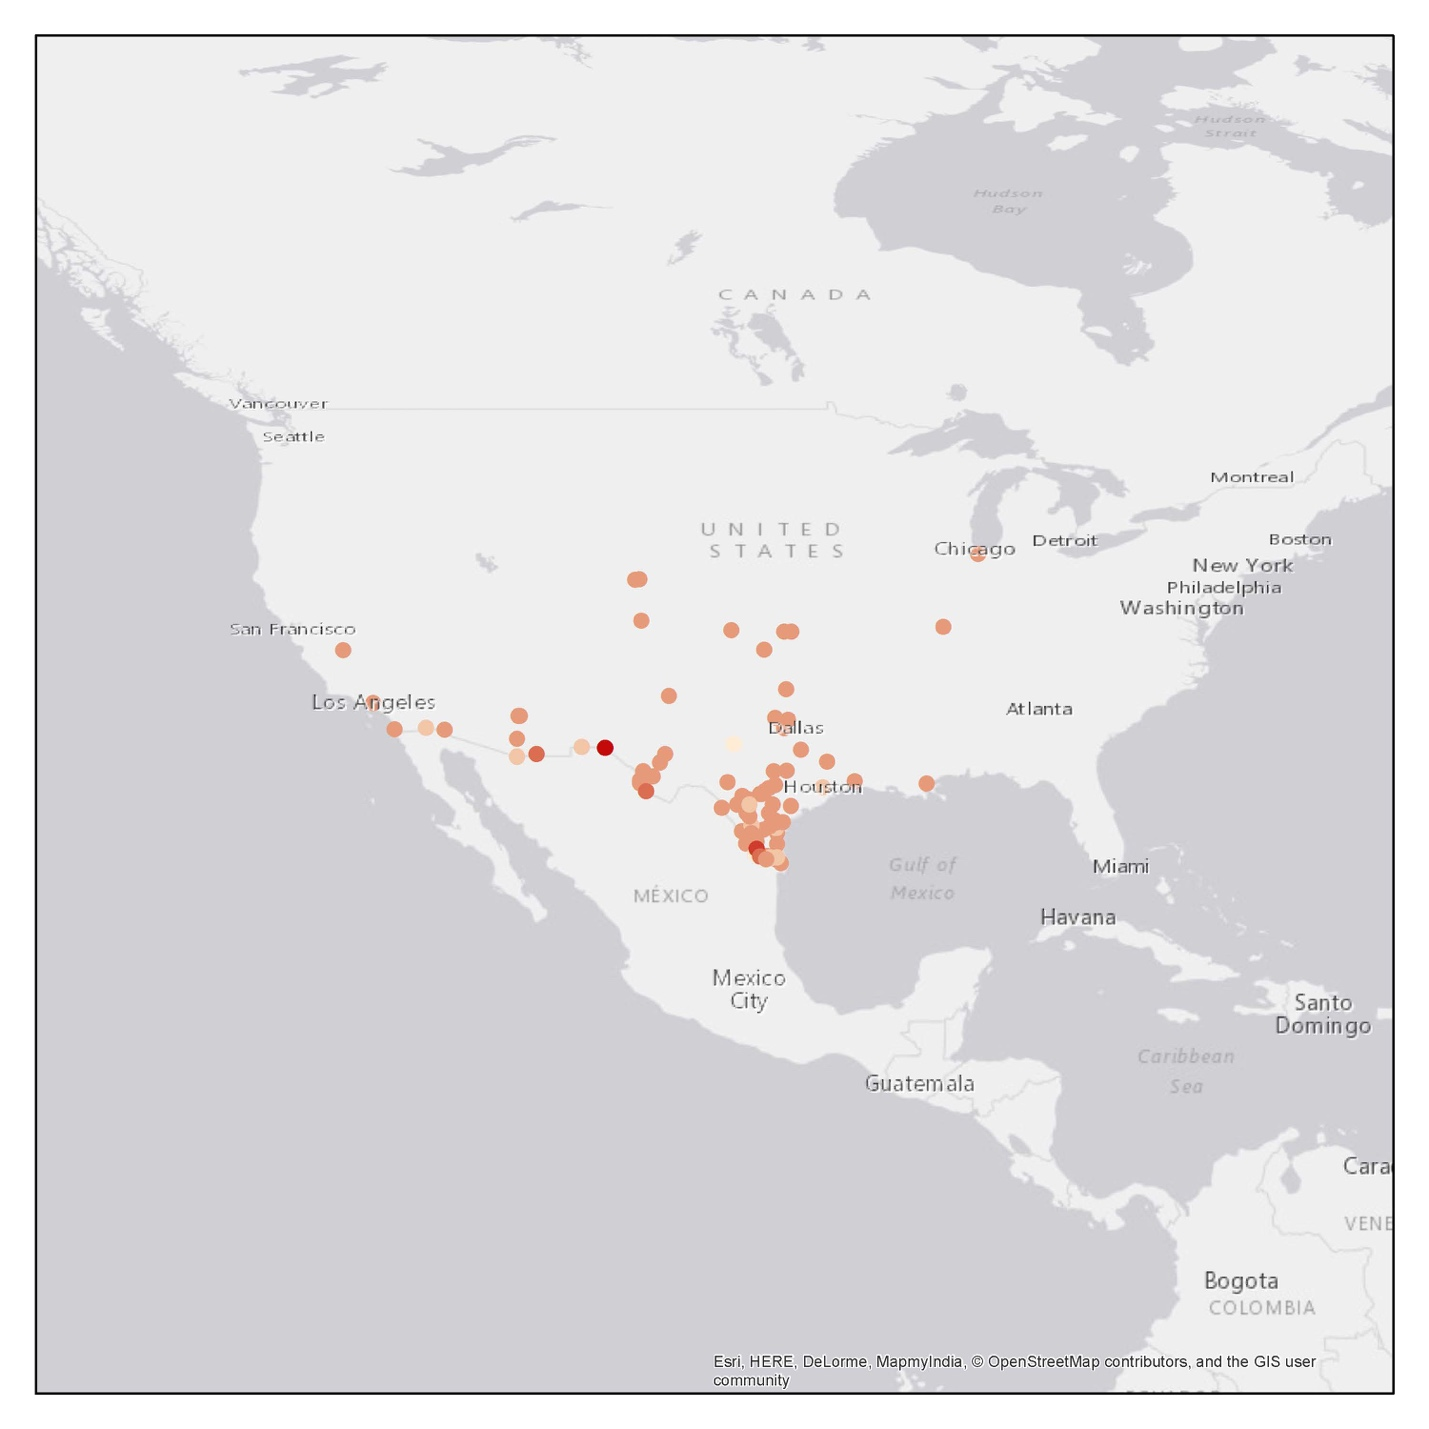 Hudson
Strait
Hudson
Bay
CANADA
Vancouver
Seattle
Montreal
UNITED
STATES
Chicago
Detroit
Boston
New York
Philadelphia
Washington
San Francisco
Los Angeles
Atlanta
Dallas
Houston
Gulf of
Mexico
Miami
MÉXICO
Havana
Mexico
City
Santo
Domingo
Caribbean
Sea
Guatemala
Cara
VENE
Bogota
COLOMBIA
Esri, HERE, DeLorme, MapmyIndia, © OpenStreetMap contributors, and the GIS user
community